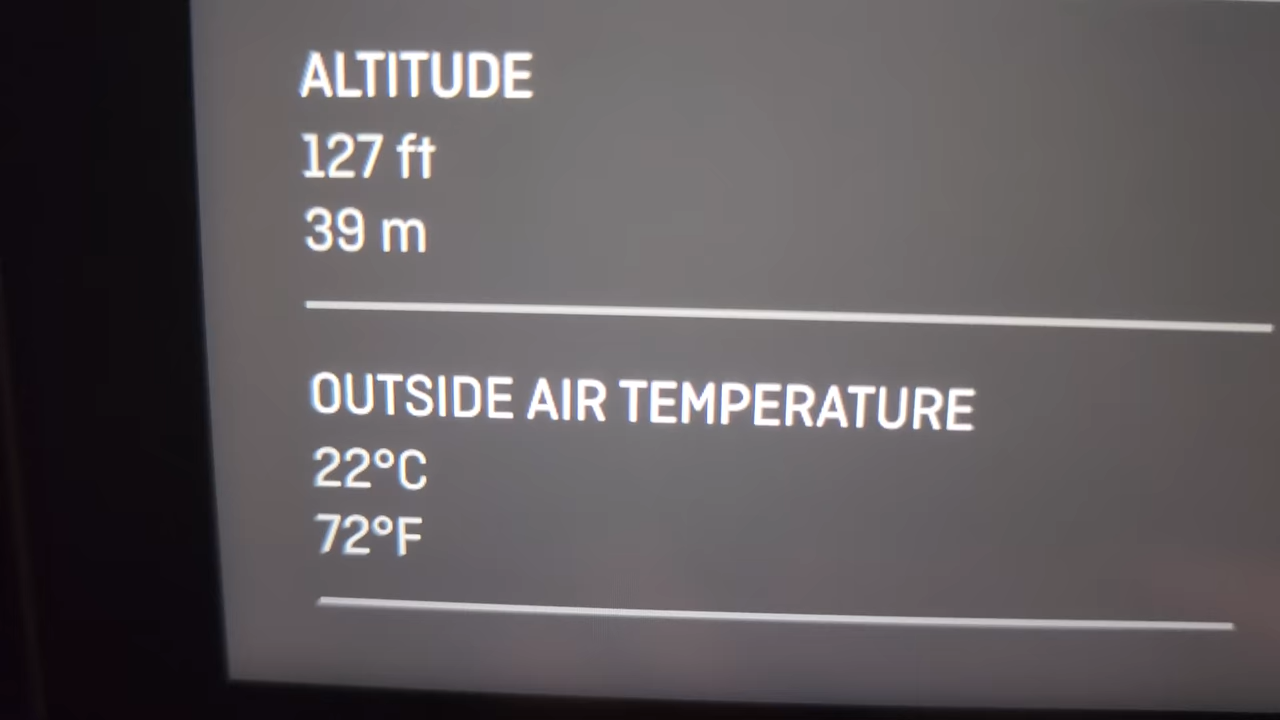 ALTITUDE
127 ft
39 m
OUTSIDE AIR TEMPERATURE
22°C
72°F